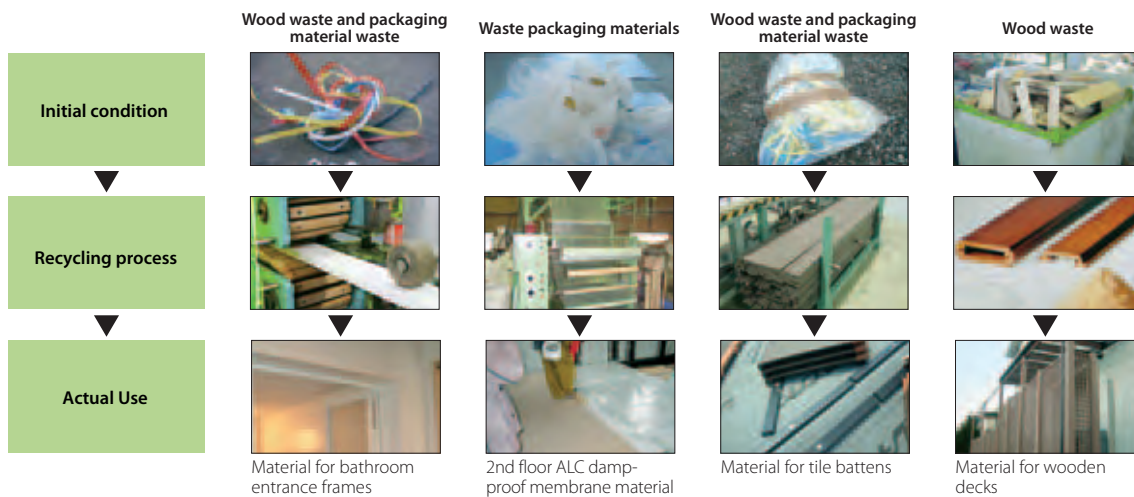 Wood waste and packaging
material waste
Waste packaging materials
Wood waste and packaging
material waste
Wood waste
Initial condition
Recycling process
Actual Use
Material for bathroom
entrance frames
2nd floor ALC damp-
proof membrane material
Material for tile battens
Material for wooden
decks